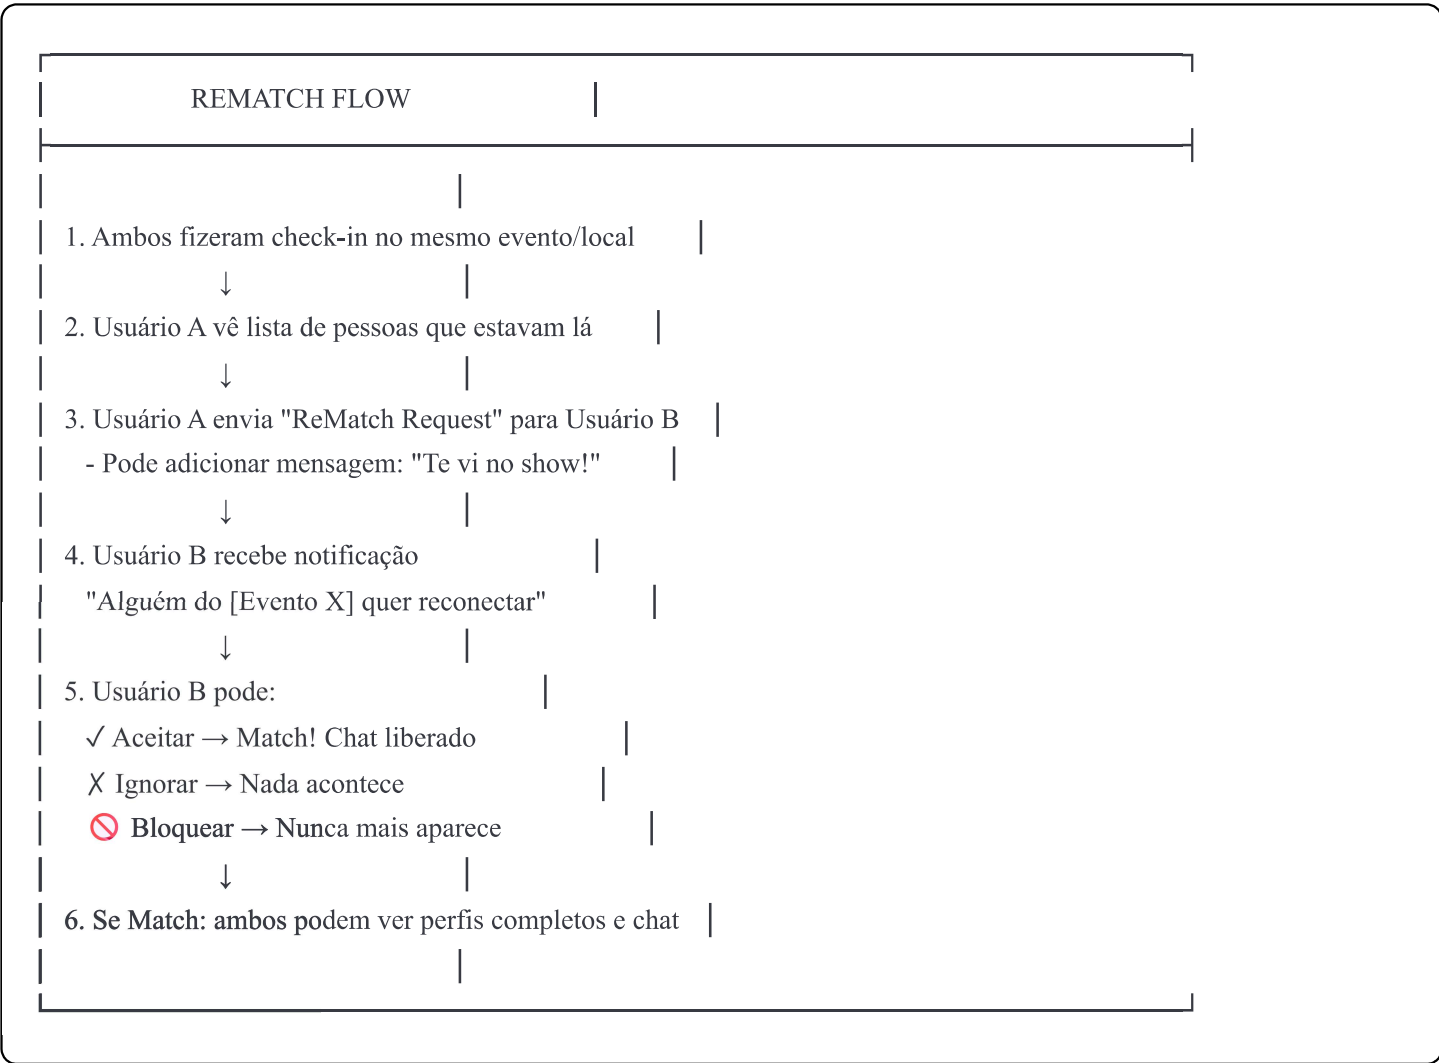 REMATCH FLOW
1. Ambos fizeram check-in no mesmo evento/local
↓
2. Usuário A vê lista de pessoas que estavam lá
↓
3. Usuário A envia "ReMatch Request" para Usuário B
- Pode adicionar mensagem: "Te vi no show!"
↓
4. Usuário B recebe notificação
"Alguém do [Evento X] quer reconectar"
↓
5. Usuário B pode:
✓ Aceitar → Match! Chat liberado
✗ Ignorar → Nada acontece
🚫 Bloquear → Nunca mais aparece
↓
6. Se Match: ambos podem ver perfis completos e chat